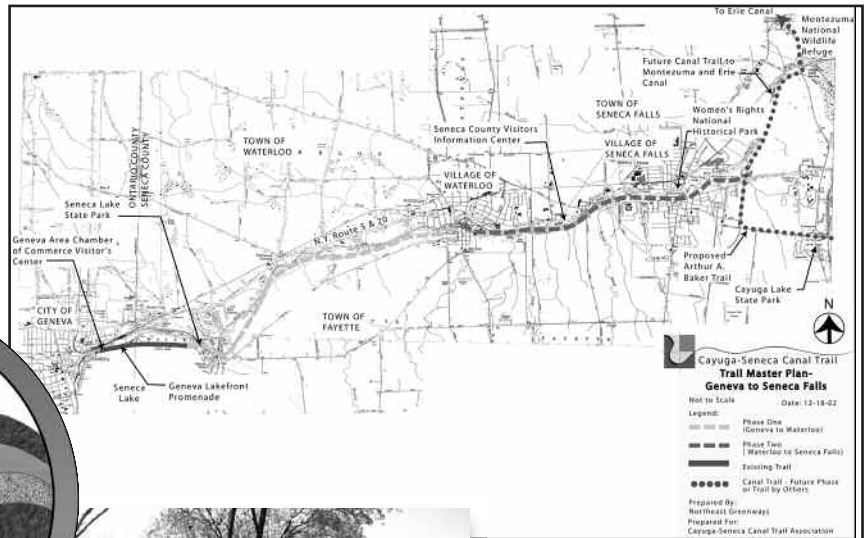 To Erie Canal
Montezuma
National
Wildlife
Refuge
Future Canal Trail to
Montezuma and Erie
Canal
TOWN OF
SENECA FALLS
Women's Rights
National
Historical Park
Seneca County Visitors
Information Center
VILLAGE OF
SENECA FALLS
TOWN OF
WATERLOO
VILLAGE OF
WATERLOO
ONTARIO COUNTY
SENECA COUNTY
Seneca Lake
State Park
N.Y. Route 5 & 20
Geneva Area Chamber
of Commerce Visitor's
Center
Proposed
Arthur A.
Baker Trail
Cayuga Lake
State Park
CITY OF
GENEVA
TOWN OF
FAYETTE
N
Seneca
Lake
Geneva Lakefront
Promenade
Cayuga-Seneca Canal Trail
Trail Master Plan-
Geneva to Seneca Falls
Not to Scale
Date: 12-18-02
Legend:
Phase One
(Geneva to Waterloo)
Phase Two
( Waterloo to Seneca Falls)
Existing Trail
Canal Trail - Future Phase
or Trail by Others
Prepared By:
Northeast Greenways
Prepared For:
Cayuga-Seneca Canal Trail Association